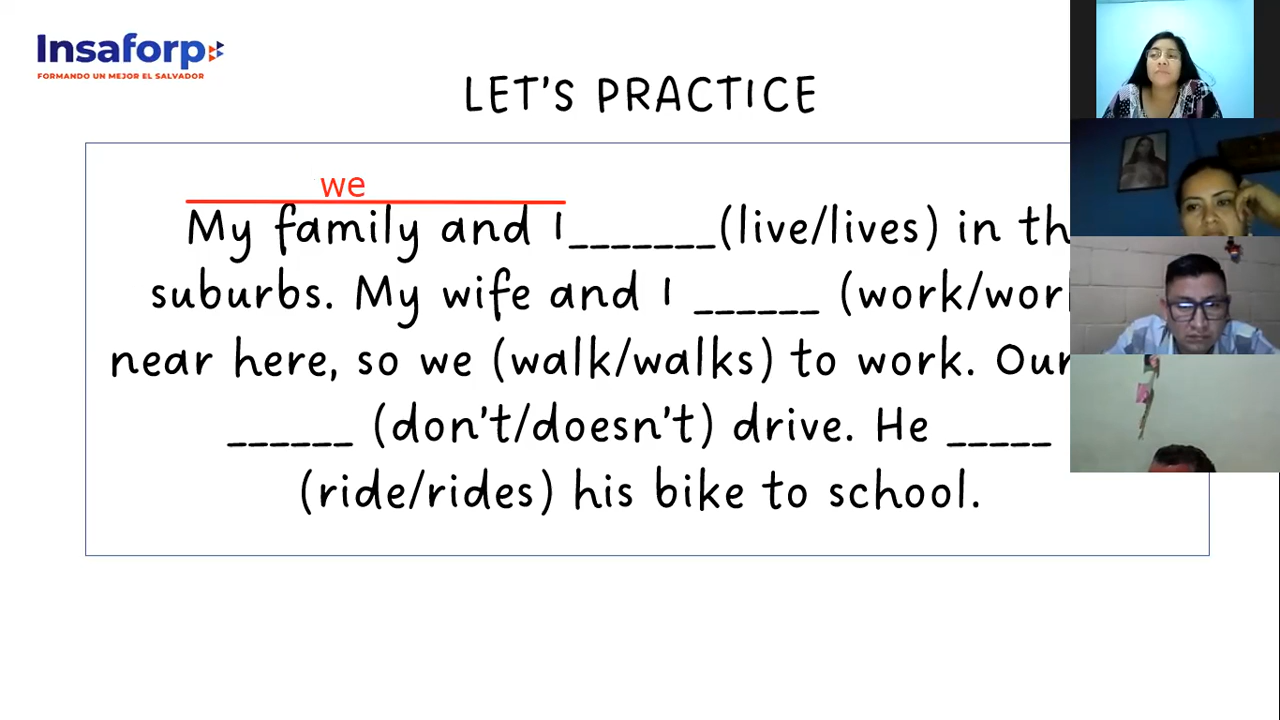 Insaforp
FORMANDO UN MEJOR EL SALVADOR
LET'S PRACTICE
we
My family and I_______(live/lives) in th
suburbs. My wife and I ______ (work/wor
near here, so we (walk/walks) to work. Our
______ (don't/doesn't) drive. He _____
(ride/rides) his bike to school.